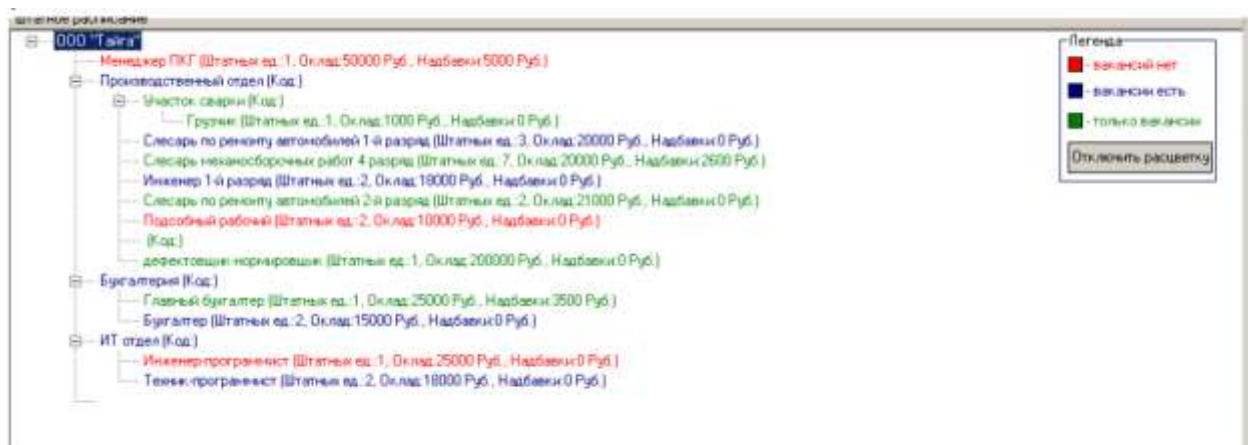 Штатное расписание
ООО "Тайга"
Менеджер ПКГ (Штатных ед.:1, Оклад:50000 Руб., Надбавки:5000 Руб.)
Производственный отдел (Код:)
Участок сварки (Код:)
Грузчик (Штатных ед.:1, Оклад:1000 Руб., Надбавки:0 Руб.)
Слесарь по ремонту автомобилей 1-й разряд (Штатных ед.:3, Оклад:20000 Руб., Надбавки:0 Руб.)
Слесарь механосборочных работ 4 разряд (Штатных ед.:7, Оклад:20000 Руб., Надбавки:2600 Руб.)
Инженер 1-й разряд (Штатных ед.:2, Оклад:18000 Руб., Надбавки:0 Руб.)
Слесарь по ремонту автомобилей 2-й разряд (Штатных ед.:2, Оклад:21000 Руб., Надбавки:0 Руб.)
Подсобный рабочий (Штатных ед.:2, Оклад:10000 Руб., Надбавки:0 Руб.)
(Код:)
дефектовщик-нормировщик (Штатных ед.:1, Оклад:200000 Руб., Надбавки:0 Руб.)
Бухгалтерия (Код:)
Главный бухгалтер (Штатных ед.:1, Оклад:25000 Руб., Надбавки:3500 Руб.)
Бухгалтер (Штатных ед.:2, Оклад:15000 Руб., Надбавки:0 Руб.)
ИТ отдел (Код:)
Инженер-программист (Штатных ед.:1, Оклад:25000 Руб., Надбавки:0 Руб.)
Техник-программист (Штатных ед.:2, Оклад:18000 Руб., Надбавки:0 Руб.)
Легенда
- вакансий нет
- вакансии есть
- только вакансии
Отключить расцветку